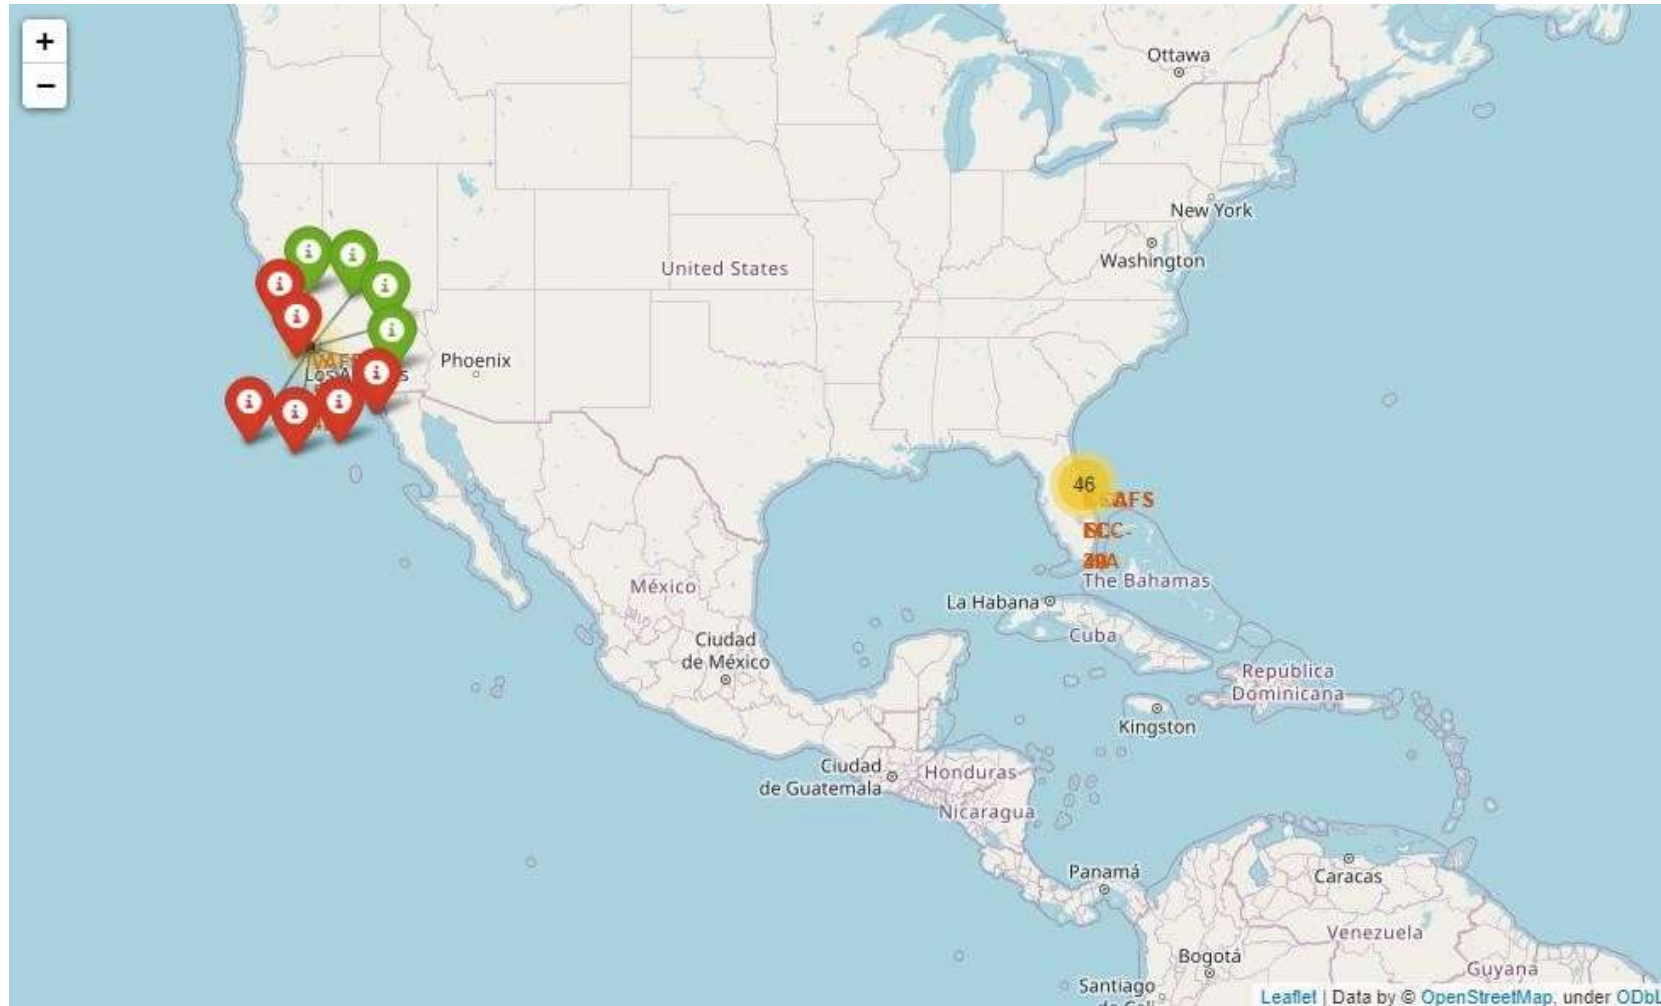 +
−
Ottawa
New York
Washington
United States
Phoenix
46
México
The Bahamas
La Habana
Cuba
Ciudad
de México
República
Dominicana
Kingston
Ciudad
de Guatemala
Honduras
Nicaragua
Panamá
Caracas
Venezuela
Bogotá
Guyana
Santiago
Leaflet | Data by © OpenStreetMap, under ODbL